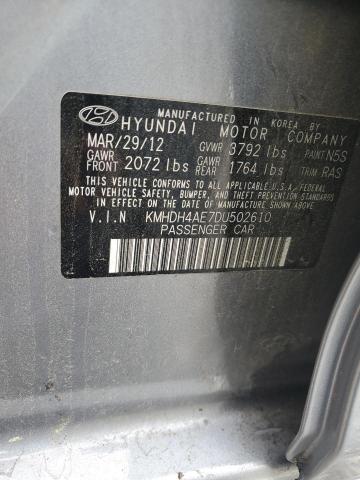 MANUFACTURED IN KOREA BY
HYUNDAI MOTOR COMPANY
MAR/29/12 GVWR 3792 lbs PAINT N5S
GAWR FRONT 2072 lbs GAWR REAR 1764 lbs TRIM RAS
THIS VEHICLE CONFORMS TO ALL APPLICABLE U.S.A. FEDERAL
MOTOR VEHICLE SAFETY, BUMPER, AND THEFT PREVENTION
STANDARDS IN EFFECT ON THE DATE OF MANUFACTURE SHOWN ABOVE.
V.I.N KMHDH4AE7DU502610
PASSENGER CAR